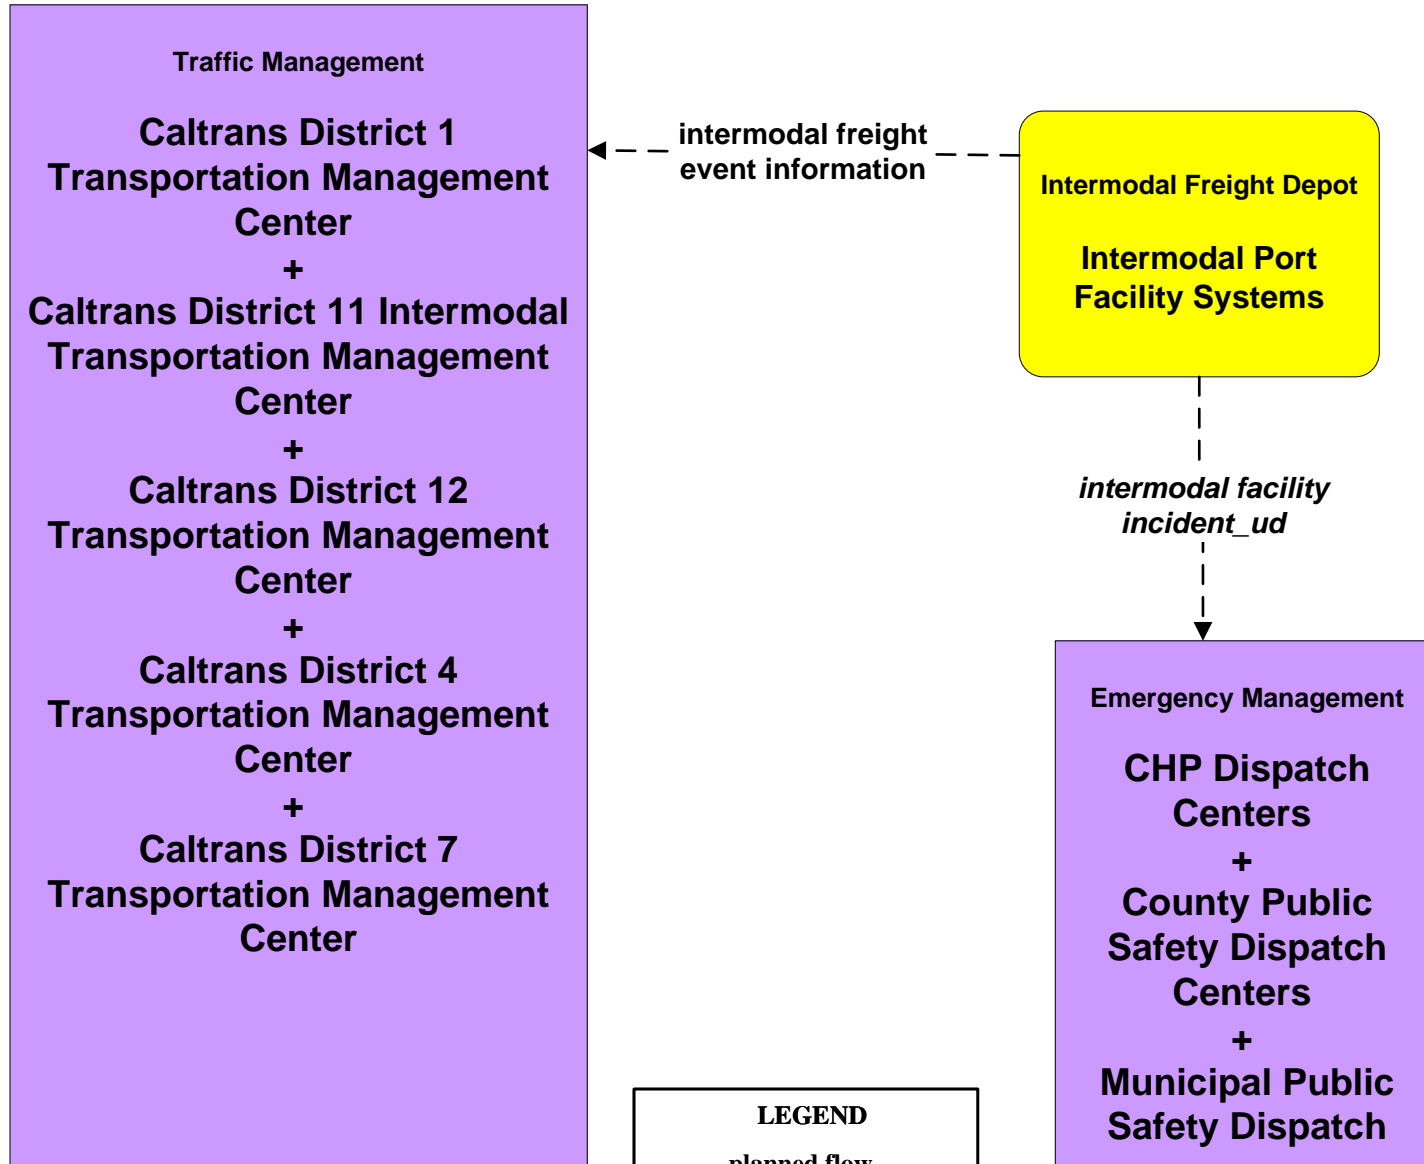 Traffic Management
Caltrans District 1
Transportation Management
Center
+
Caltrans District 11 Intermodal
Transportation Management
Center
+
Caltrans District 12
Transportation Management
Center
+
Caltrans District 4
Transportation Management
Center
+
Caltrans District 7
Transportation Management
Center
intermodal freight
event information
Intermodal Freight Depot
Intermodal Port
Facility Systems
intermodal facility
incident_ud
Emergency Management
CHP Dispatch
Centers
+
County Public
Safety Dispatch
Centers
+
Municipal Public
Safety Dispatch
LEGEND
planned flow